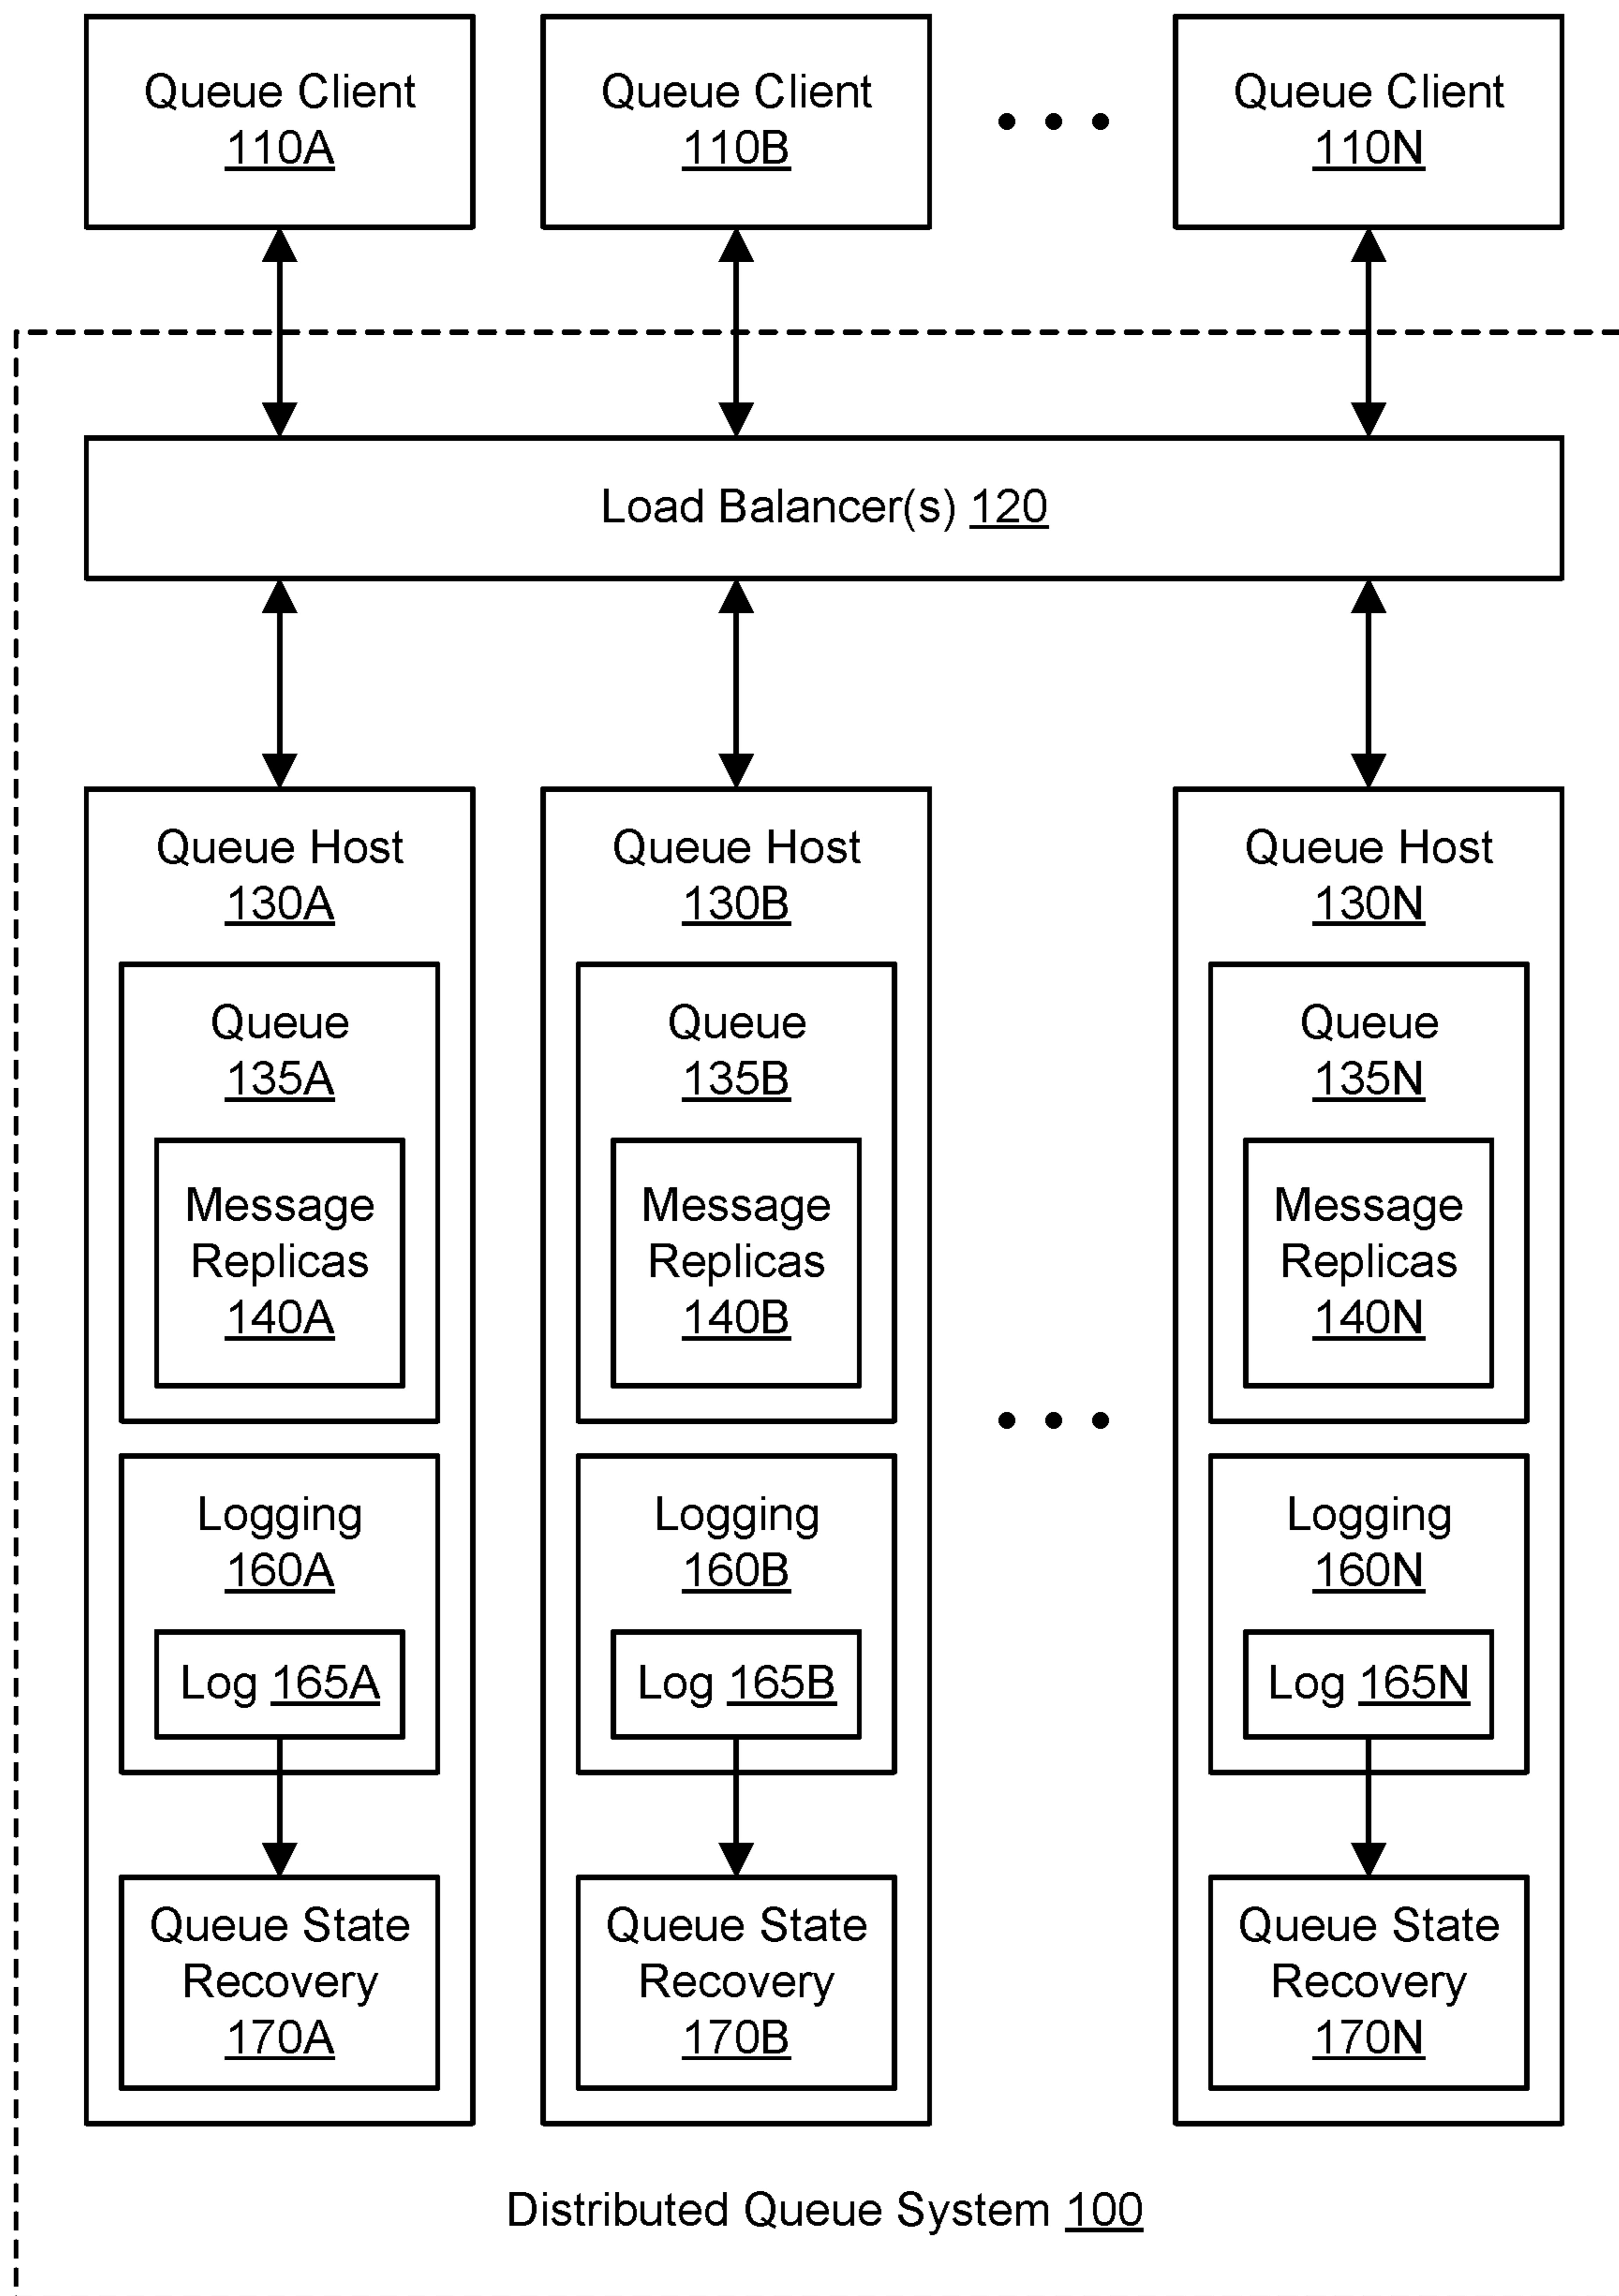 Queue Client
110A
Queue Client
110B
Queue Client
110N
Load Balancer(s) 120
Queue Host
130A
Queue
135A
Message
Replicas
140A
Logging
160A
Log 165A
Queue State
Recovery
170A
Queue Host
130B
Queue
135B
Message
Replicas
140B
Logging
160B
Log 165B
Queue State
Recovery
170B
Queue Host
130N
Queue
135N
Message
Replicas
140N
Logging
160N
Log 165N
Queue State
Recovery
170N
Distributed Queue System 100